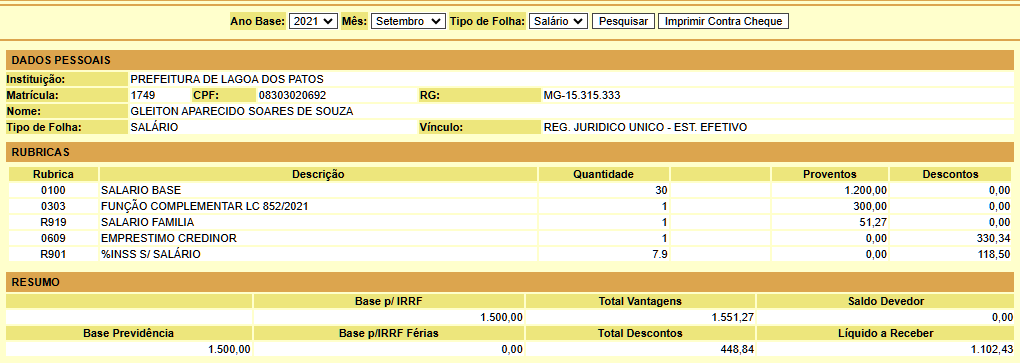 Ano Base: 2021 Mês: Setembro Tipo de Folha: Salário Pesquisar Imprimir Contra Cheque
DADOS PESSOAIS
Instituição: PREFEITURA DE LAGOA DOS PATOS
Matrícula: 1749 CPF: 08303020692 RG: MG-15.315.333
Nome: GLEITON APARECIDO SOARES DE SOUZA
Tipo de Folha: SALÁRIO Vínculo: REG. JURIDICO UNICO - EST. EFETIVO
RUBRICAS
Rubrica Descrição Quantidade Proventos Descontos
0100 SALARIO BASE 30 1.200,00 0,00
0303 FUNÇÃO COMPLEMENTAR LC 852/2021 1 300,00 0,00
R919 SALARIO FAMILIA 1 51,27 0,00
0609 EMPRESTIMO CREDINOR 1 0,00 330,34
R901 %INSS S/ SALÁRIO 7.9 0,00 118,50
RESUMO
Base p/ IRRF Total Vantagens Saldo Devedor
1.500,00 1.551,27 0,00
Base Previdência Base p/IRRF Férias Total Descontos Líquido a Receber
1.500,00 0,00 448,84 1.102,43